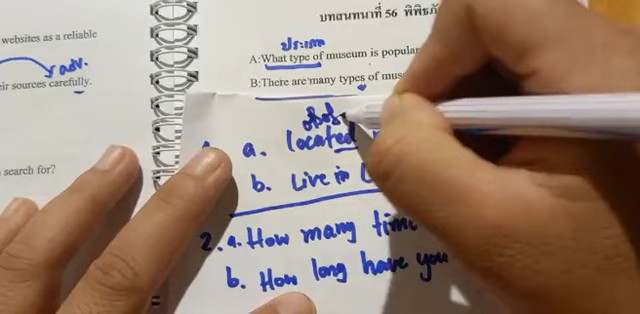 websites as a reliable
adv.
eir sources carefully.
search for?
บทสนทนาที่ 56 พิพิธภั
ประเภท
A: What type of museum is popular
B: There are many types of mus
a. located
b. Live in
2. a. How many time
b. How long have you